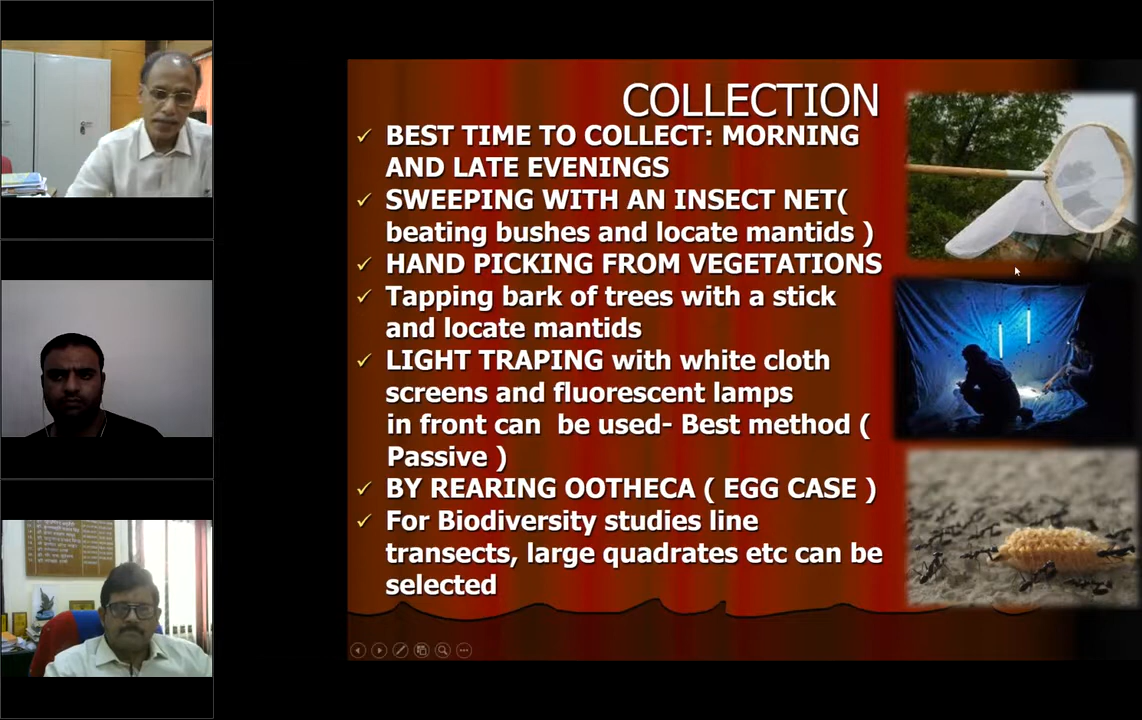 COLLECTION
✓ BEST TIME TO COLLECT: MORNING
AND LATE EVENINGS
✓ SWEEPING WITH AN INSECT NET(
beating bushes and locate mantids )
✓ HAND PICKING FROM VEGETATIONS
✓ Tapping bark of trees with a stick
and locate mantids
✓ LIGHT TRAPING with white cloth
screens and fluorescent lamps
in front can be used- Best method (
Passive )
✓ BY REARING OOTHECA ( EGG CASE )
✓ For Biodiversity studies line
transects, large quadrates etc can be
selected